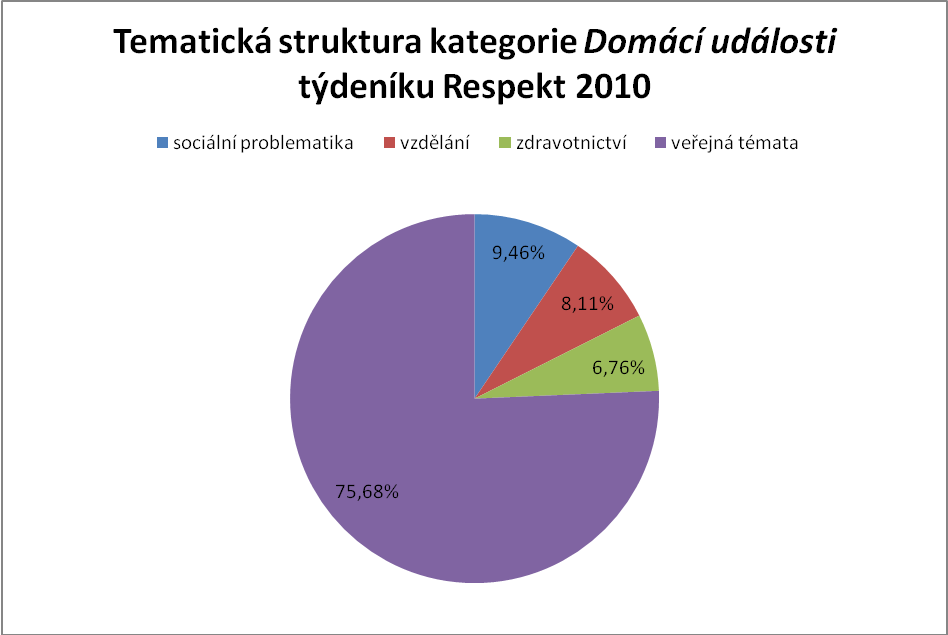 Tematická struktura kategorie Domácí události
týdeníku Respekt 2010
sociální problematika vzdělání zdravotnictví veřejná témata
9,46%
8,11%
6,76%
75,68%